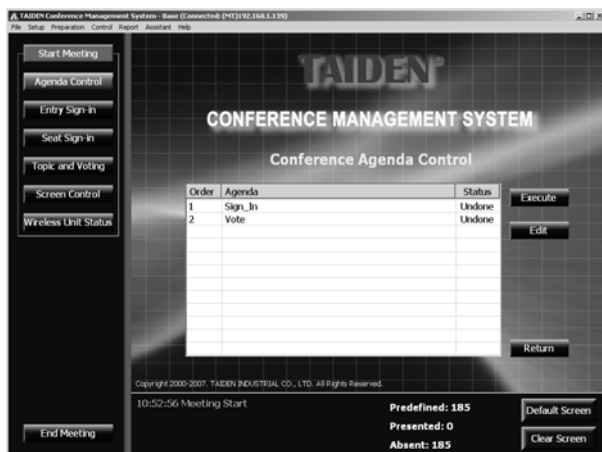 TAIDEN Conference Management System - Base (Connected: (MT)192.168.1.139)
File Setup Preparation Control Report Assistant Help
Start Meeting
Agenda Control
Entry Sign-in
Seat Sign-in
Topic and Voting
Screen Control
Wireless Unit Status
End Meeting
TAIDEN®
CONFERENCE MANAGEMENT SYSTEM
Conference Agenda Control
Order Agenda Status
1 Sign_In Undone
2 Vote Undone
Execute
Edit
Return
Copyright 2000-2007. TAIDEN INDUSTRIAL CO., LTD. All Rights Reserved.
10:52:56 Meeting Start
Predefined: 185
Presented: 0
Absent: 185
Default Screen
Clear Screen